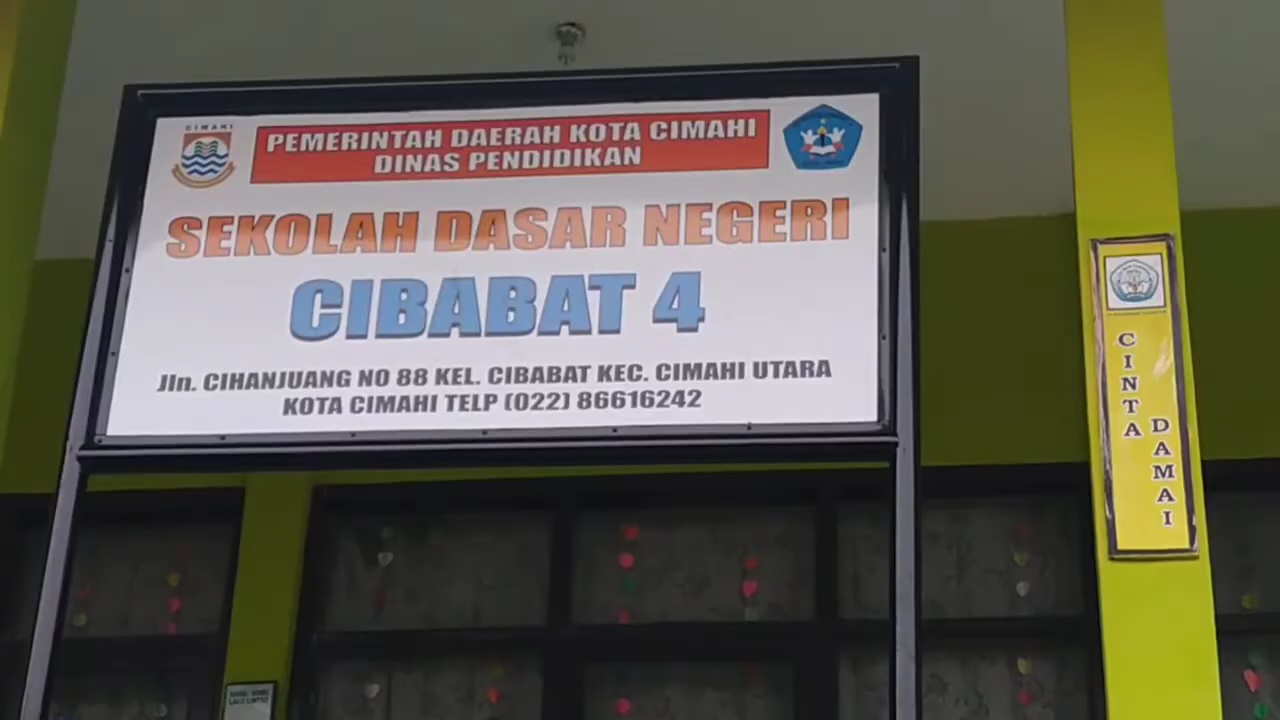 CIMAHI
PEMERINTAH DAERAH KOTA CIMAHI
DINAS PENDIDIKAN
SEKOLAH DASAR NEGERI
CIBABAT 4
Jln. CIHANJUANG NO 88 KEL. CIBABAT KEC. CIMAHI UTARA
KOTA CIMAHI TELP (022) 86616242
CINTA
DAMAI